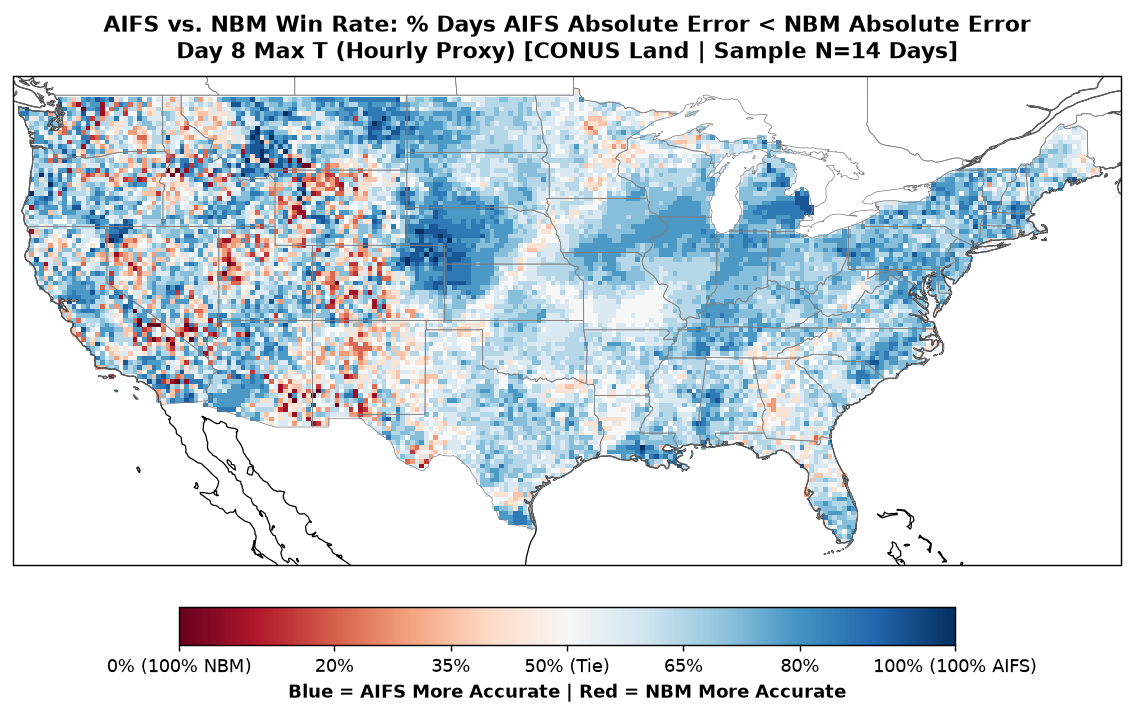 AIFS vs. NBM Win Rate: % Days AIFS Absolute Error < NBM Absolute Error
Day 8 Max T (Hourly Proxy) [CONUS Land | Sample N=14 Days]
0% (100% NBM) 20% 35% 50% (Tie) 65% 80% 100% (100% AIFS)
Blue = AIFS More Accurate | Red = NBM More Accurate